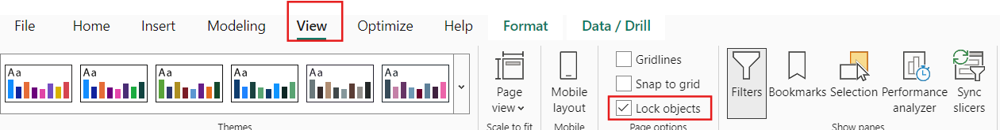 File Home Insert Modeling View Optimize Help Format Data / Drill
Aa Aa Aa Aa Aa Aa
Page view
Mobile layout
Gridlines
Snap to grid
Lock objects
Filters
Bookmarks
Selection
Performance analyzer
Sync slicers
Themes
Scale to fit
Mobile
Page options
Show panes